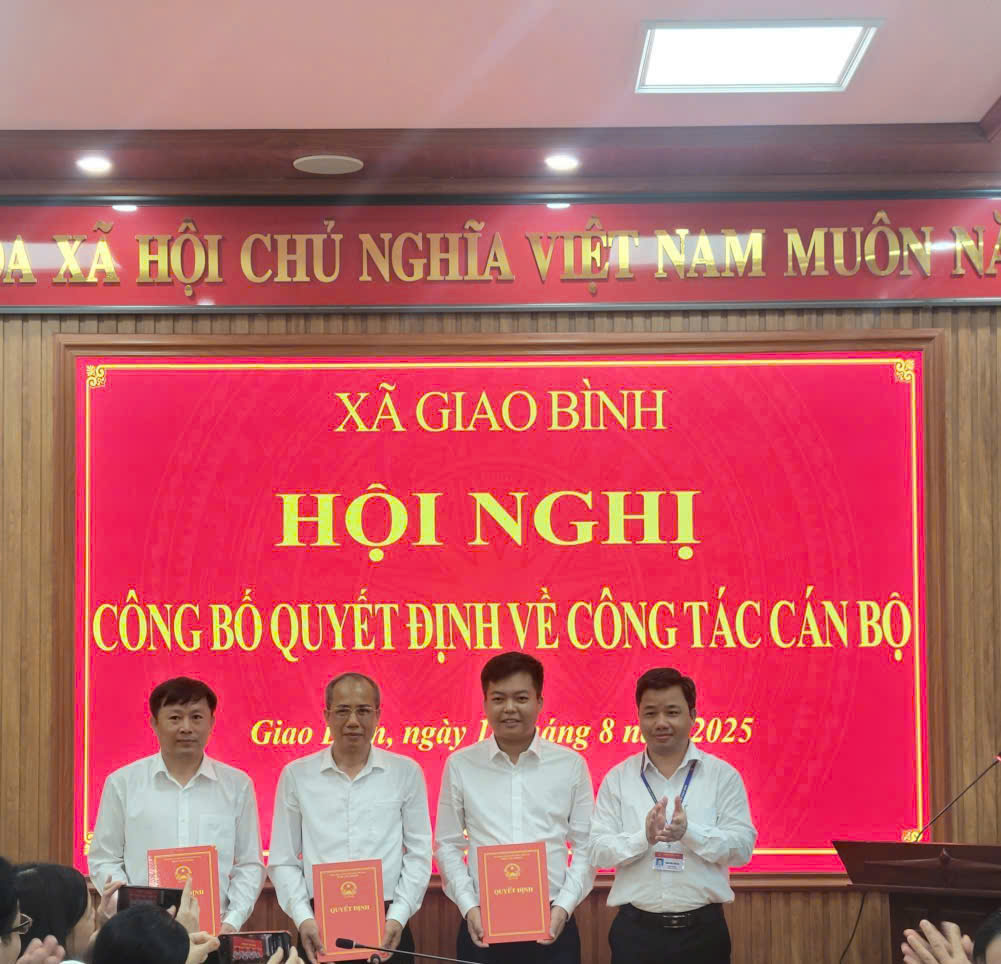 XÃ HỘI CHỦ NGHĨA VIỆT NAM MUÔN
XÃ GIAO BÌNH
HỘI NGHỊ
CÔNG BỐ QUYẾT ĐỊNH VỀ CÔNG TÁC CÁN BỘ
Giao ngày 8 2025
QUYẾT ĐỊNH
QUYẾT ĐỊNH